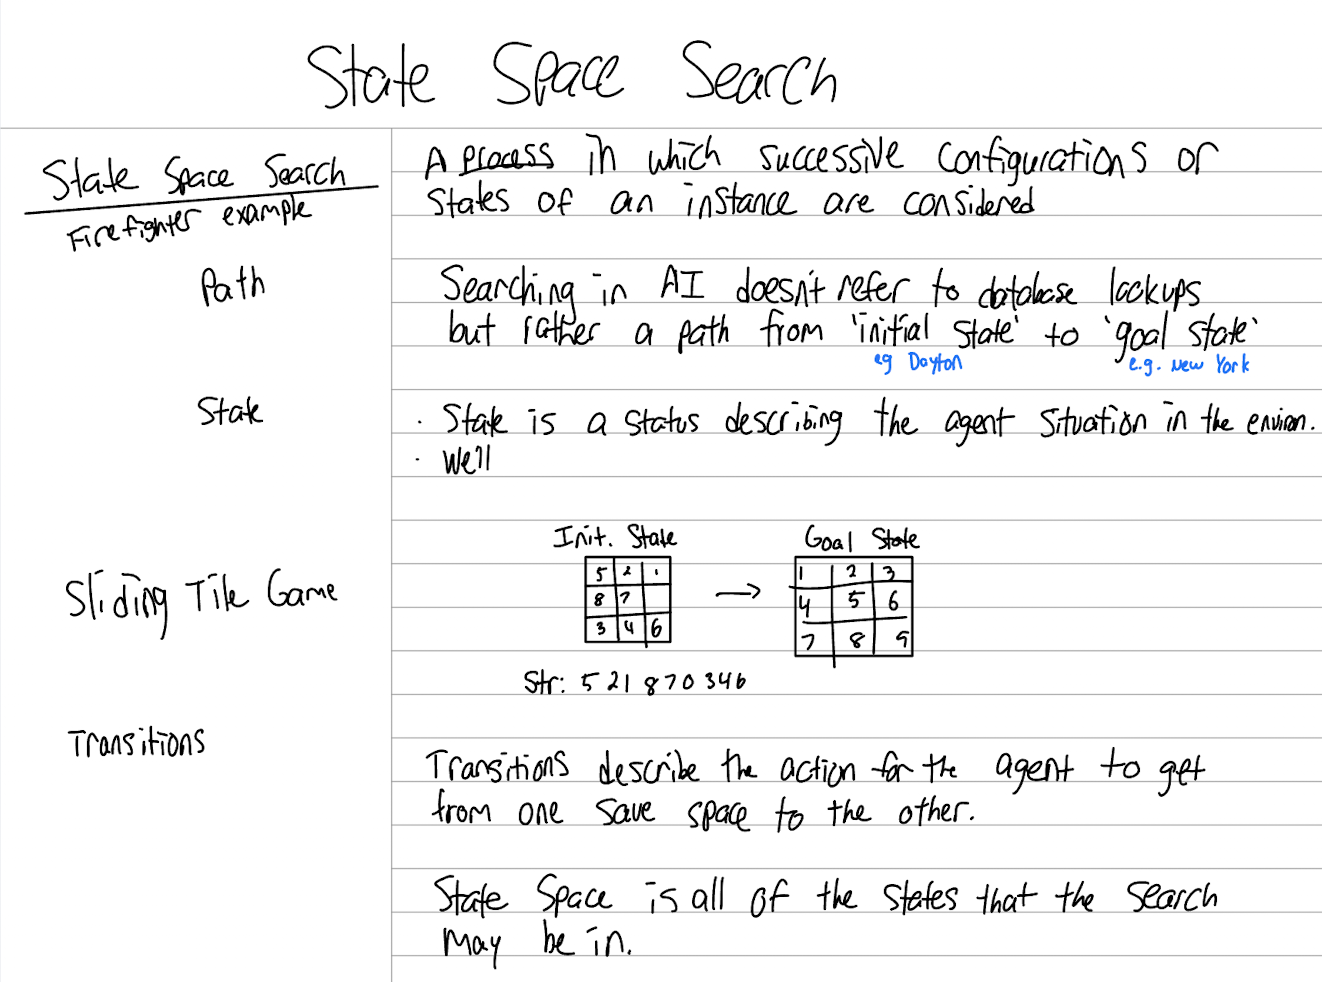 State Space Search
State Space Search
Firefighter example
A process in which successive configurations or
states of an instance are considered
Path
Searching in AI doesn't refer to database lookups
but rather a path from 'initial state' to 'goal state'
eg Dayton
e.g. New York
State
· State is a status describing the agent situation in the environ.
· We'll
Sliding Tile Game
Init. State
Goal State
5 2 1
8 7
3 4 6
→
1 2 3
4 5 6
7 8 9
Str: 5 2 1 8 7 0 3 4 6
Transitions
Transitions describe the action for the agent to get
from one save space to the other.
State Space is all of the states that the search
may be in.